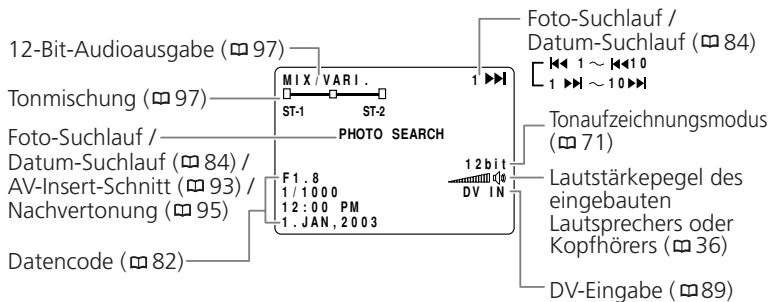 12-Bit-Audioausgabe (🕮 97)
Tonmischung (🕮 97)
Foto-Suchlauf /
Datum-Suchlauf (🕮 84) /
AV-Insert-Schnitt (🕮 93) /
Nachvertonung (🕮 95)
Datencode (🕮 82)
MIX/VARI.
1 ▶▶|
ST-1 ST-2
PHOTO SEARCH
12bit
F1.8
1/1000
DV IN
12:00 PM
1.JAN,2003
Foto-Suchlauf /
Datum-Suchlauf (🕮 84)
|◀◀ 1 ~ |◀◀10
1 ▶▶| ~ 10▶▶|
Tonaufzeichnungsmodus
(🕮 71)
Lautstärkepegel des
eingebauten
Lautsprechers oder
Kopfhörers (🕮 36)
DV-Eingabe (🕮 89)